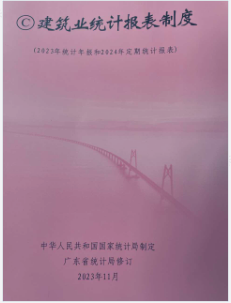 Ⓒ 建筑业统计报表制度
(2023年统计年报和2024年定期统计报表)
中华人民共和国国家统计局制定
广东省统计局修订
2023年11月